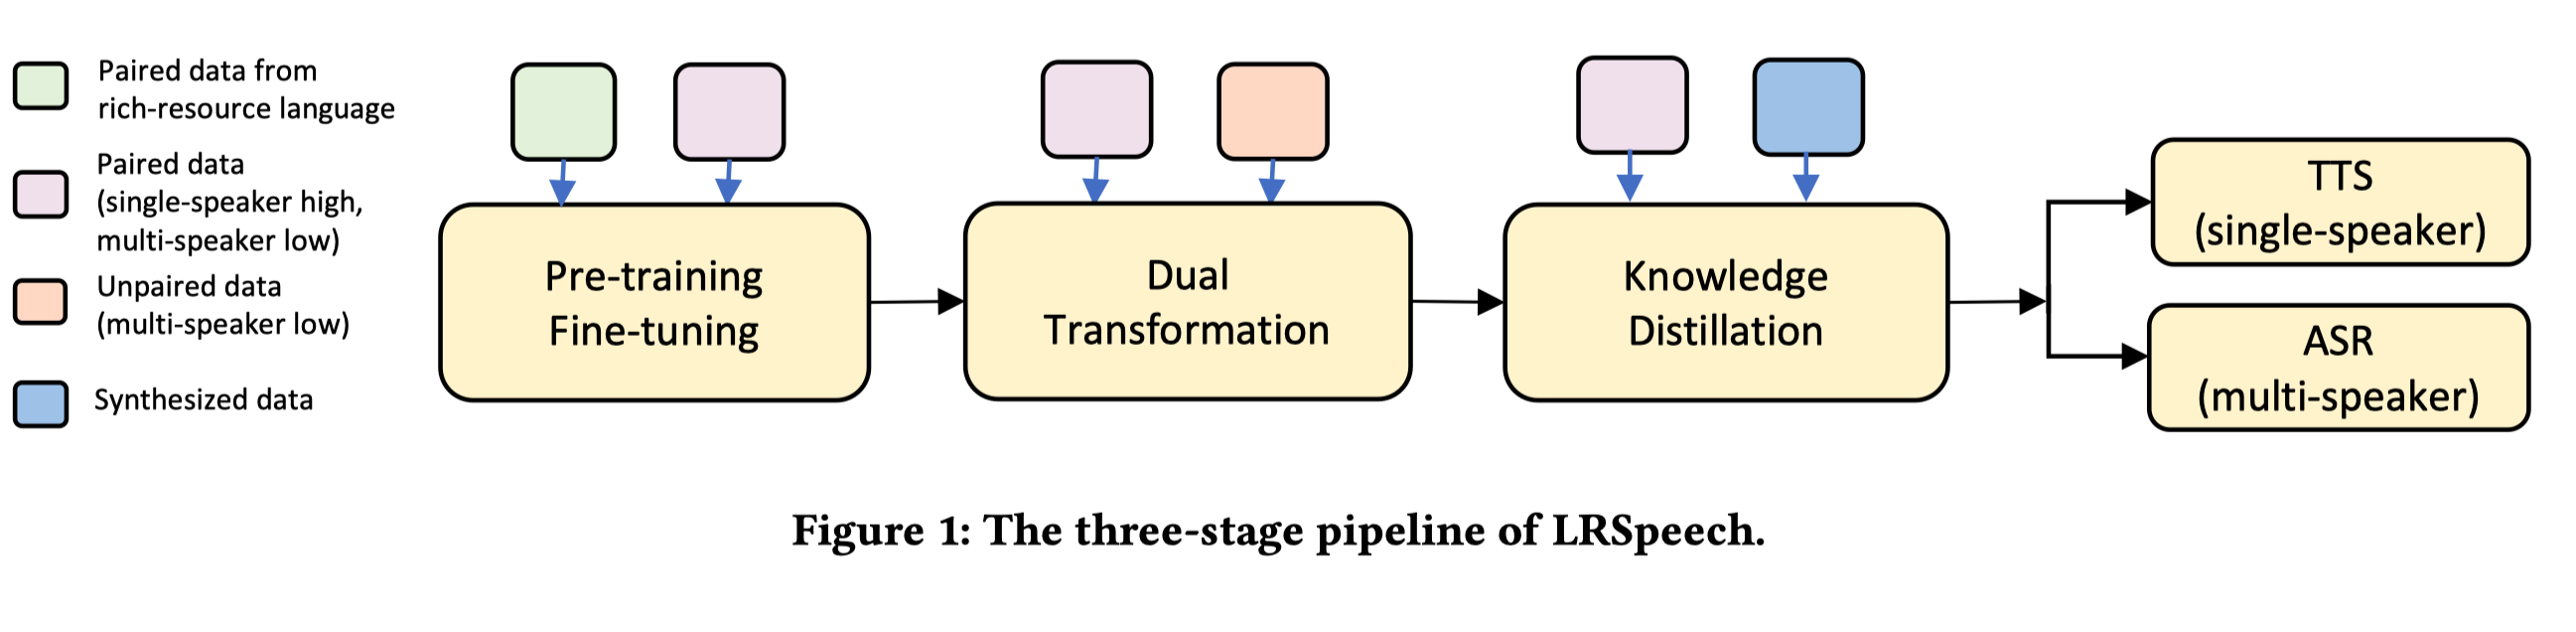 Paired data from
rich-resource language
Paired data
(single-speaker high,
multi-speaker low)
Unpaired data
(multi-speaker low)
Synthesized data
Pre-training
Fine-tuning
Dual
Transformation
Knowledge
Distillation
TTS
(single-speaker)
ASR
(multi-speaker)
Figure 1: The three-stage pipeline of LRSpeech.